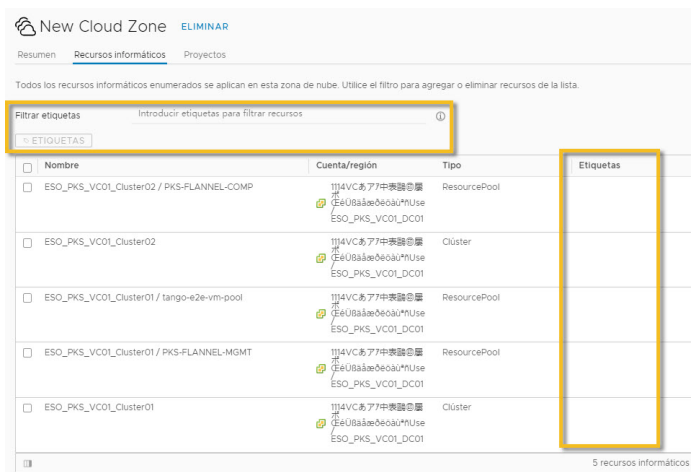 New Cloud Zone ELIMINAR
Resumen Recursos informáticos Proyectos
Todos los recursos informáticos enumerados se aplican en esta zona de nube. Utilice el filtro para agregar o eliminar recursos de la lista.
Filtrar etiquetas Introducir etiquetas para filtrar recursos
ETIQUETAS
Nombre Cuenta/región Tipo Etiquetas
ESO_PKS_VC01_Cluster02 / PKS-FLANNEL-COMP ResourcePool
ESO_PKS_VC01_DC01
ESO_PKS_VC01_Cluster02 Clúster
ESO_PKS_VC01_DC01
ESO_PKS_VC01_Cluster01 / tango-e2e-vm-pool ResourcePool
ESO_PKS_VC01_DC01
ESO_PKS_VC01_Cluster01 / PKS-FLANNEL-MGMT ResourcePool
ESO_PKS_VC01_DC01
ESO_PKS_VC01_Cluster01 Clúster
ESO_PKS_VC01_DC01
5 recursos informáticos